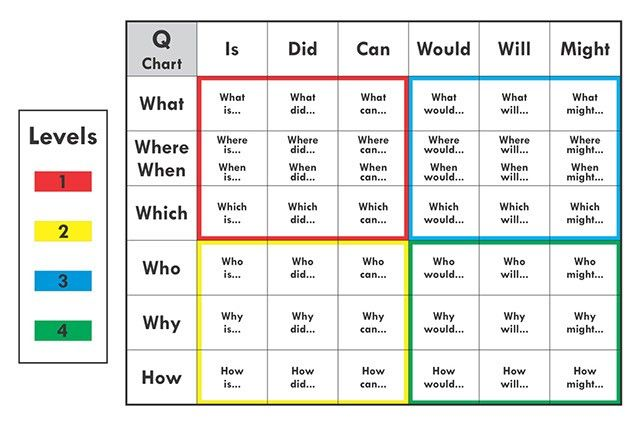 Levels
1
2
3
4
Q
Chart
Is
Did
Can
Would
Will
Might
What
What
is...
What
did...
What
can...
What
would...
What
will...
What
might...
Where
When
Where
is...
When
is...
Where
did...
When
did...
Where
can...
When
can...
Where
would...
When
would...
Where
will...
When
will...
Where
might...
When
might...
Which
Which
is...
Which
did...
Which
can...
Which
would...
Which
will...
Which
might...
Who
Who
is...
Who
did...
Who
can...
Who
would...
Who
will...
Who
might...
Why
Why
is...
Why
did...
Why
can...
Why
would...
Why
will...
Why
might...
How
How
is...
How
did...
How
can...
How
would...
How
will...
How
might...